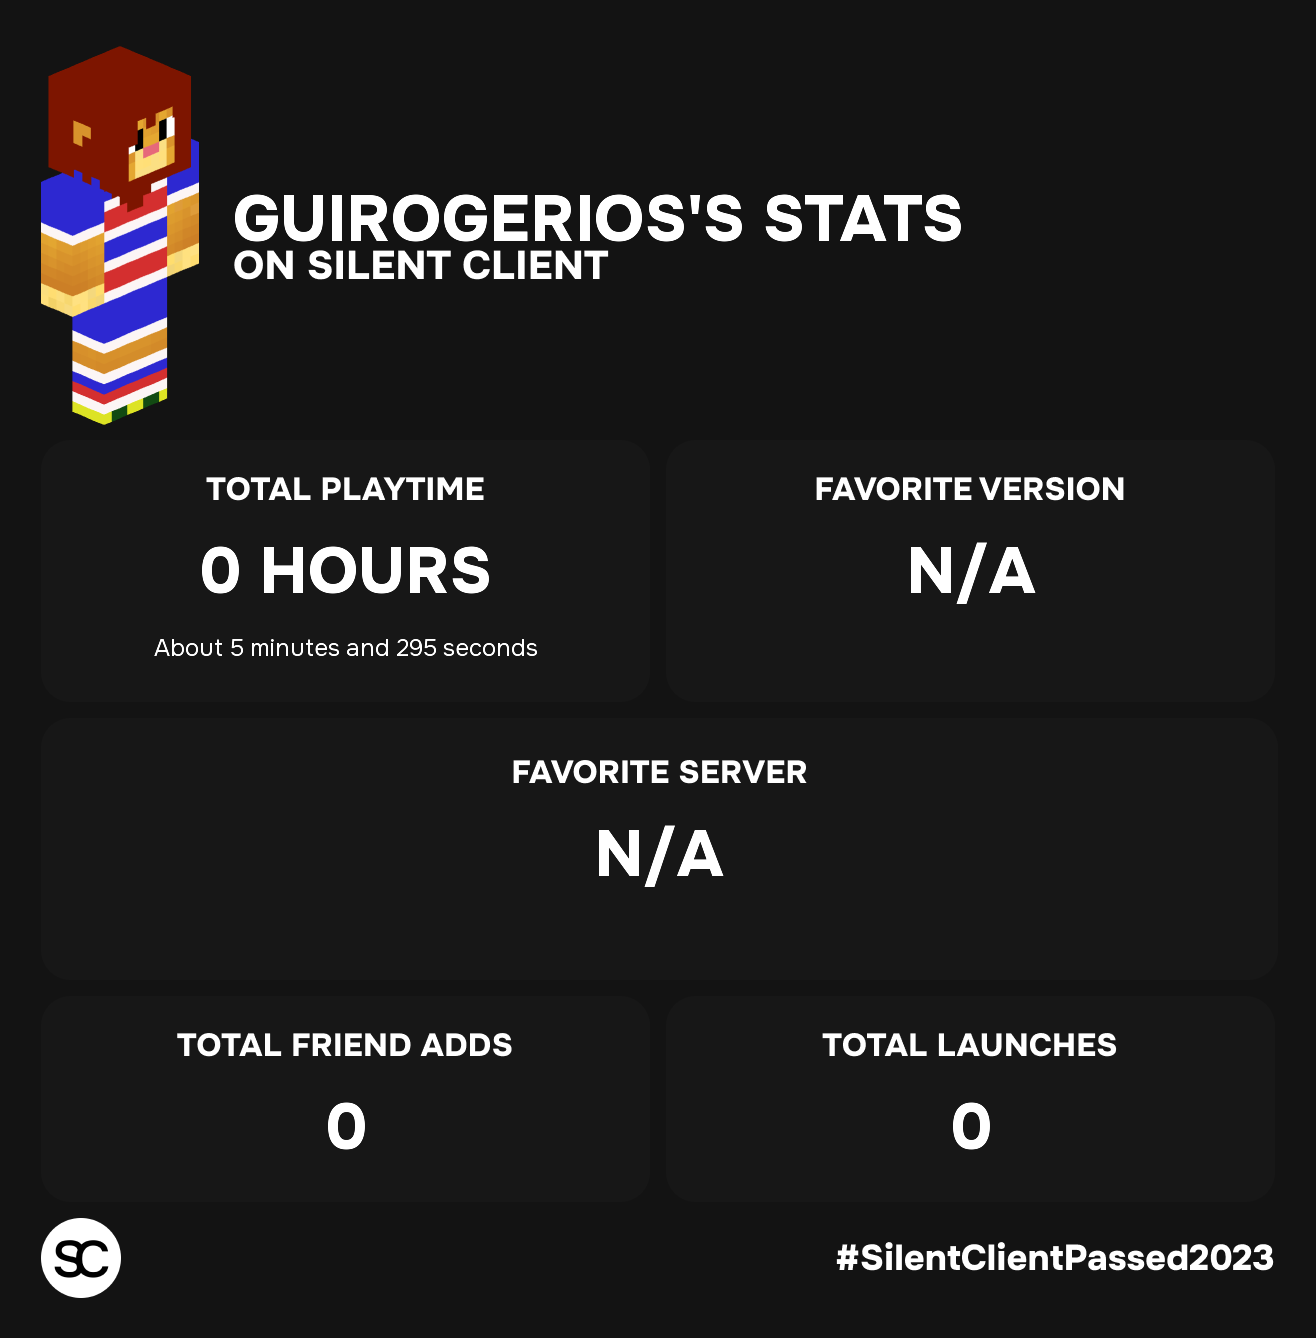 GUIROGERIOS'S STATS
ON SILENT CLIENT
TOTAL PLAYTIME
0 HOURS
About 5 minutes and 295 seconds
FAVORITE VERSION
N/A
FAVORITE SERVER
N/A
TOTAL FRIEND ADDS
0
TOTAL LAUNCHES
0
SC
#SilentClientPassed2023